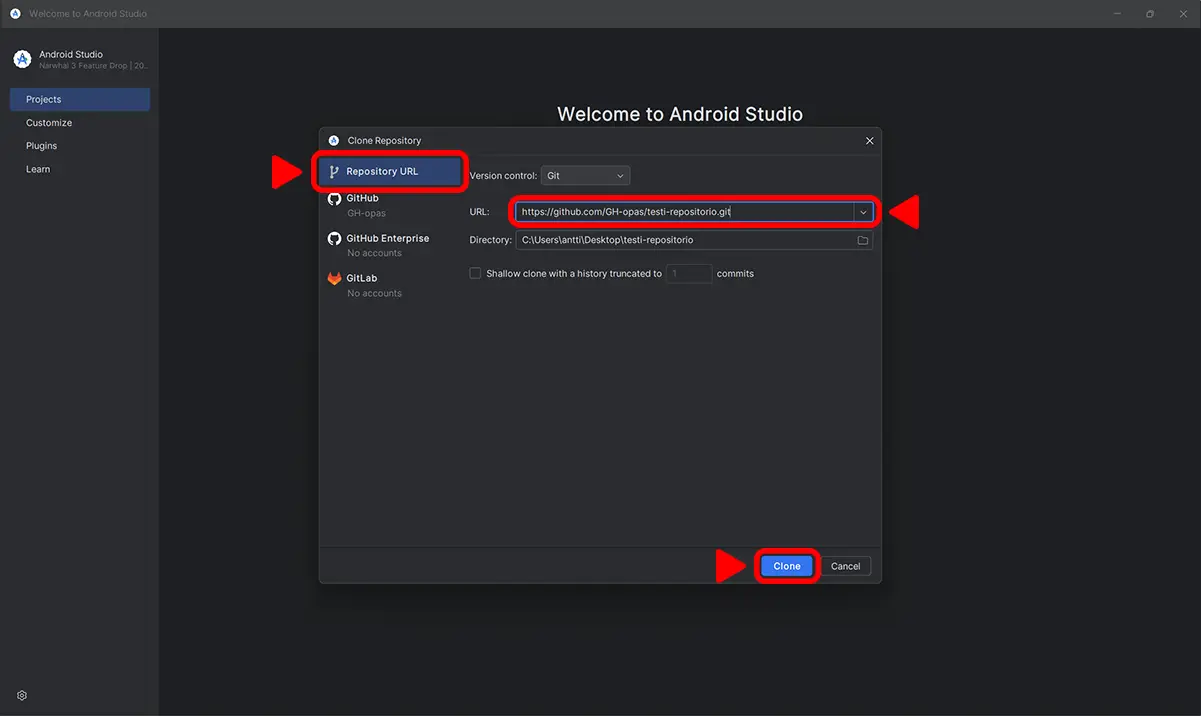 Welcome to Android Studio
Android Studio
Narwhal 3 Feature Drop | 20..
Projects
Customize
Plugins
Learn
Welcome to Android Studio
Clone Repository
Repository URL
GitHub
GH-opas
GitHub Enterprise
No accounts
GitLab
No accounts
Version control: Git
URL: https://github.com/GH-opas/testi-repositorio.git
Directory: C:\Users\antti\Desktop\testi-repositorio
Shallow clone with a history truncated to 1 commits
Clone Cancel